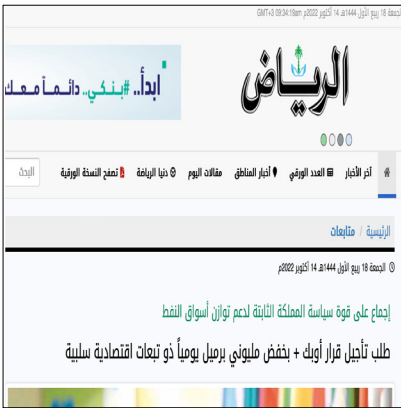 الجمعة 18 ربيع الأول 1444هـ 14 أكتوبر 2022م GMT+3 09:34:19am
ابدأ.. #بنكي.. دائماً معك
الرياض
آخر الأخبار العدد الورقي أخبار المناطق مقالات اليوم دنيا الرياضة تصفح النسخة الورقية البحث
الرئيسية / متابعات
الجمعة 18 ربيع الأول 1444هـ 14 أكتوبر 2022م
إجماع على قوة سياسة المملكة الثابتة لدعم توازن أسواق النفط
طلب تأجيل قرار أوبك + بخفض مليوني برميل يومياً ذو تبعات اقتصادية سلبية